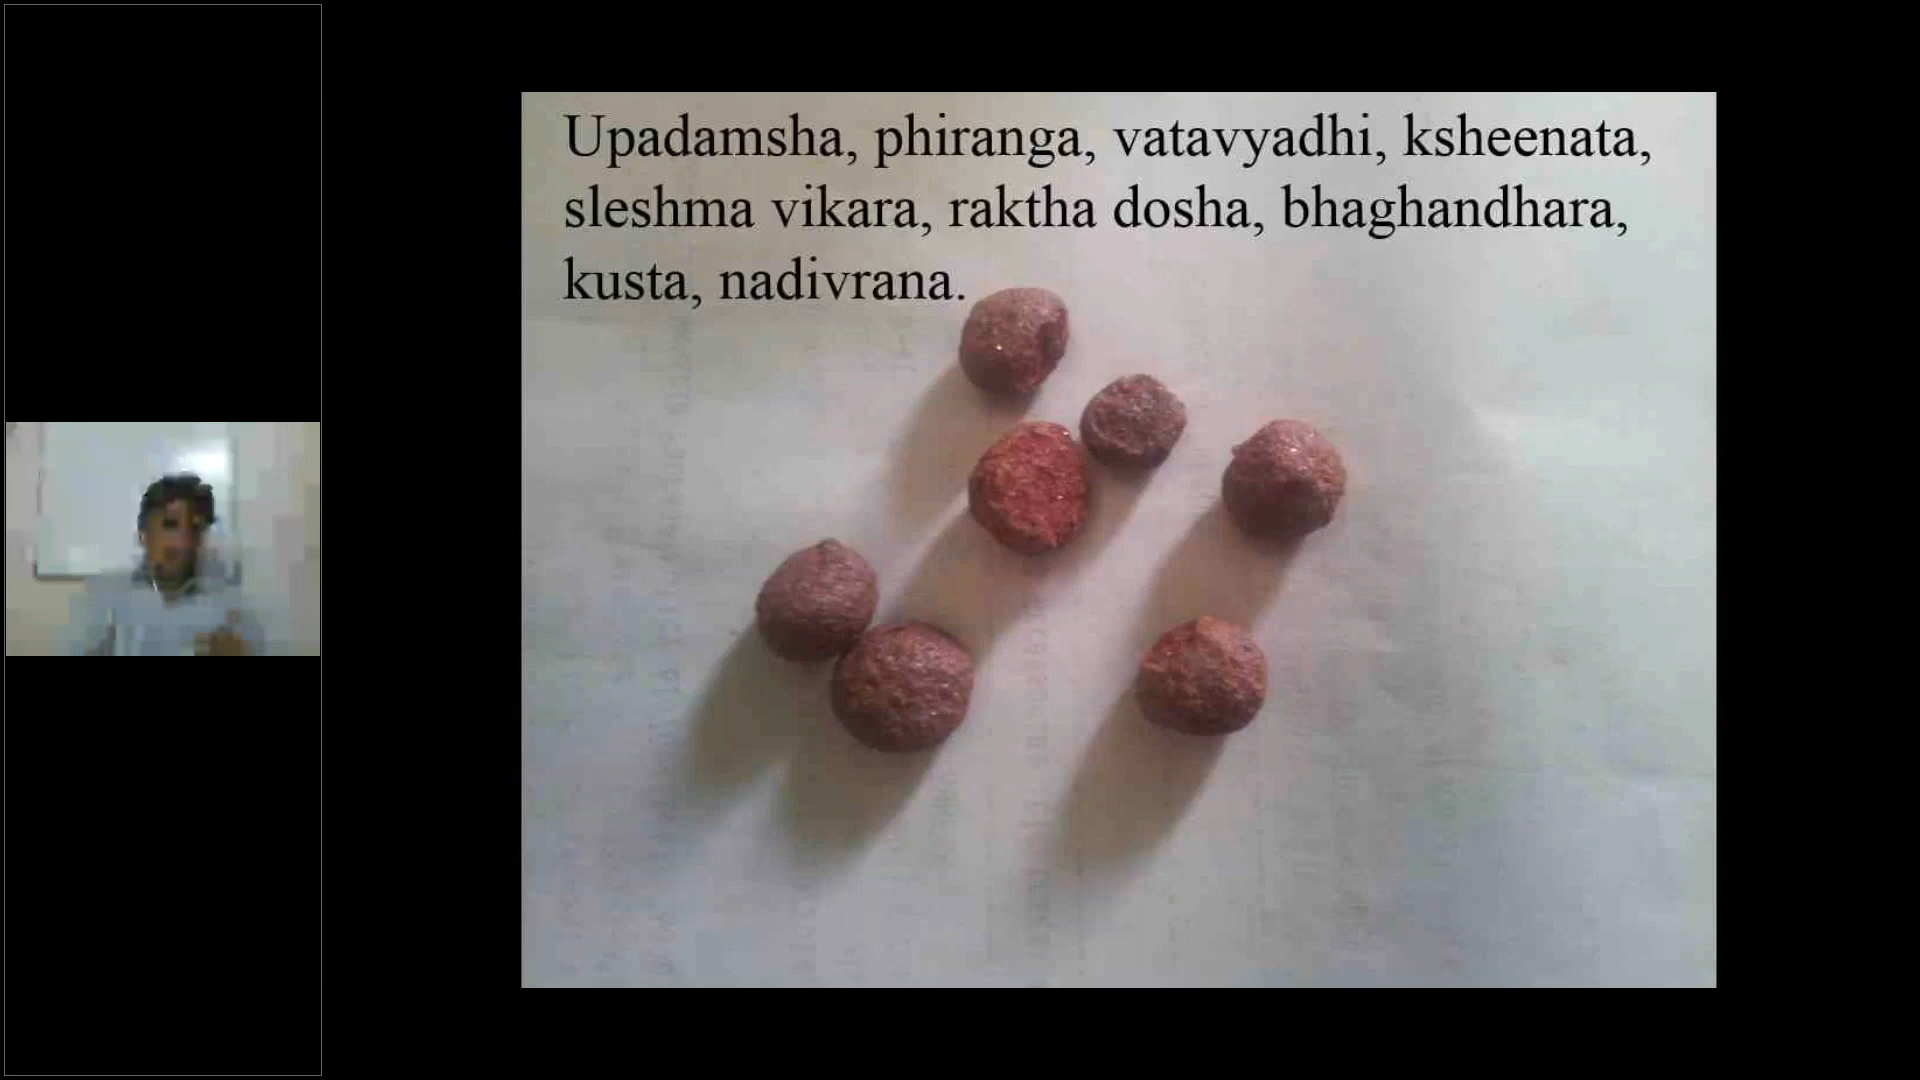 Upadamsha, phiranga, vatavyadhi, ksheenata,
sleshma vikara, raktha dosha, bhaghandhara,
kusta, nadivrana.